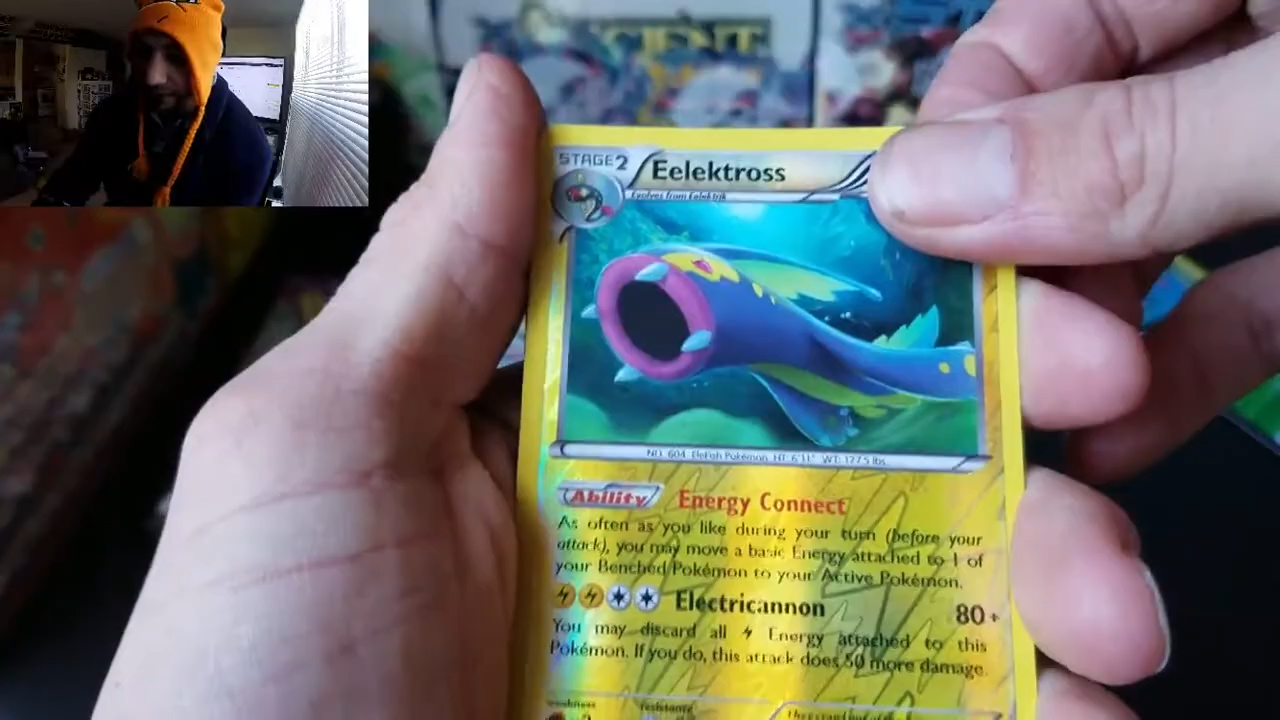 STAGE2 Eelektross
Evolves from Eelektrik
NO. 604 EleFish Pokémon HT: 6'11" WT: 177.5 lbs.
Ability Energy Connect
As often as you like during your turn (before your
attack), you may move a basic Energy attached to 1 of
your Benched Pokémon to your Active Pokémon.
Electricannon 80+
You may discard all Energy attached to this
Pokémon. If you do, this attack does 50 more damage.
weakness resistance